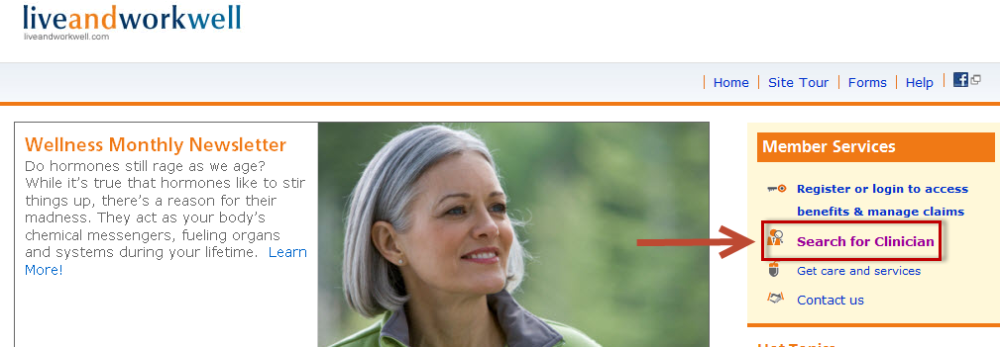 liveandworkwell
liveandworkwell.com
Home
Site Tour
Forms
Help
Wellness Monthly Newsletter
Do hormones still rage as we age?
While it's true that hormones like to stir
things up, there's a reason for their
madness. They act as your body's
chemical messengers, fueling organs
and systems during your lifetime. Learn
More!
Member Services
Register or login to access
benefits & manage claims
Search for Clinician
Get care and services
Contact us